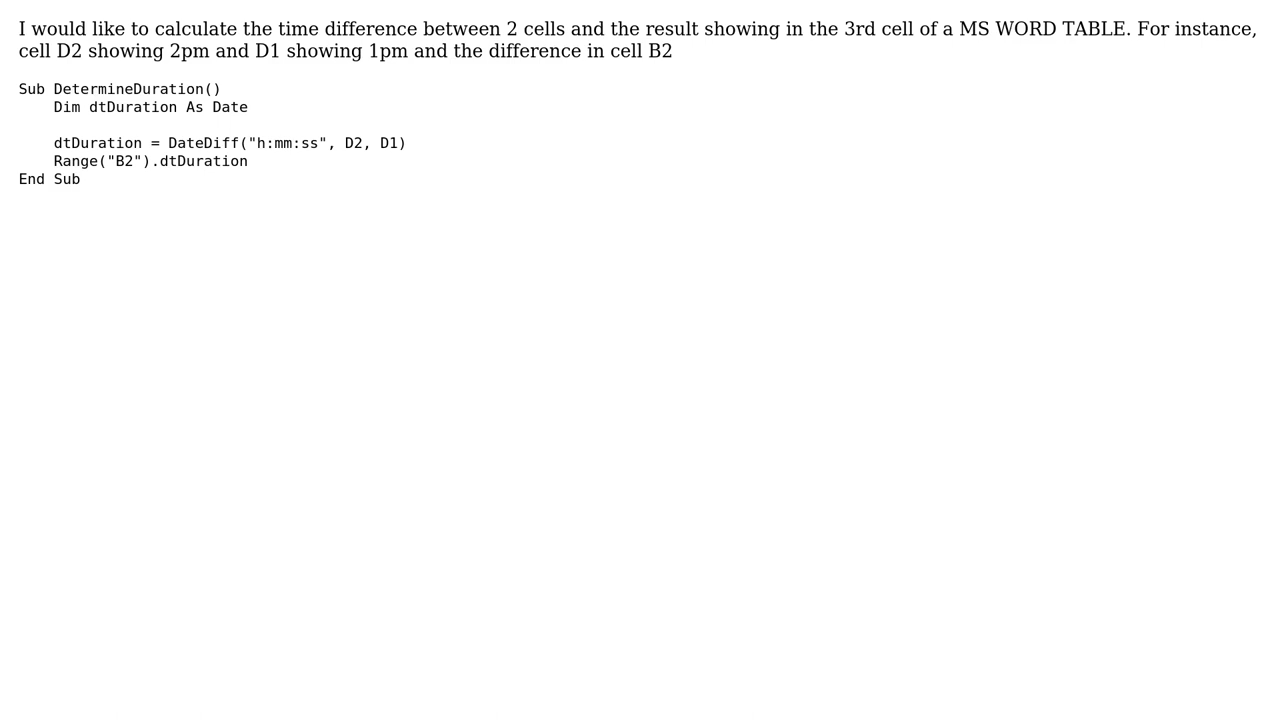 I would like to calculate the time difference between 2 cells and the result showing in the 3rd cell of a MS WORD TABLE. For instance,
cell D2 showing 2pm and D1 showing 1pm and the difference in cell B2
Sub DetermineDuration()
    Dim dtDuration As Date
    dtDuration = DateDiff("h:mm:ss", D2, D1)
    Range("B2").dtDuration
End Sub